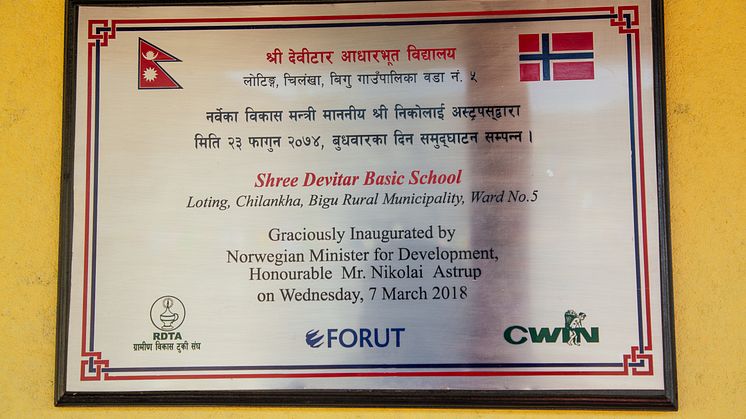 श्री देवीटार आधारभूत विद्यालय
लोटिङ्ग, चिलंखा, बिगु गाउँपालिका वडा नं. ५
नर्वेका विकास मन्त्री माननीय श्री निकोलाई अस्ट्रपस्द्वारा
मिति २३ फागुन २०७४, बुधवारका दिन समुद्घाटन सम्पन्न ।
Shree Devitar Basic School
Loting, Chilankha, Bigu Rural Municipality, Ward No.5
Graciously Inaugurated by
Norwegian Minister for Development,
Honourable Mr. Nikolai Astrup
on Wednesday, 7 March 2018
RDTA
ग्रामीण विकास टुकी संघ
FORUT
CWIN